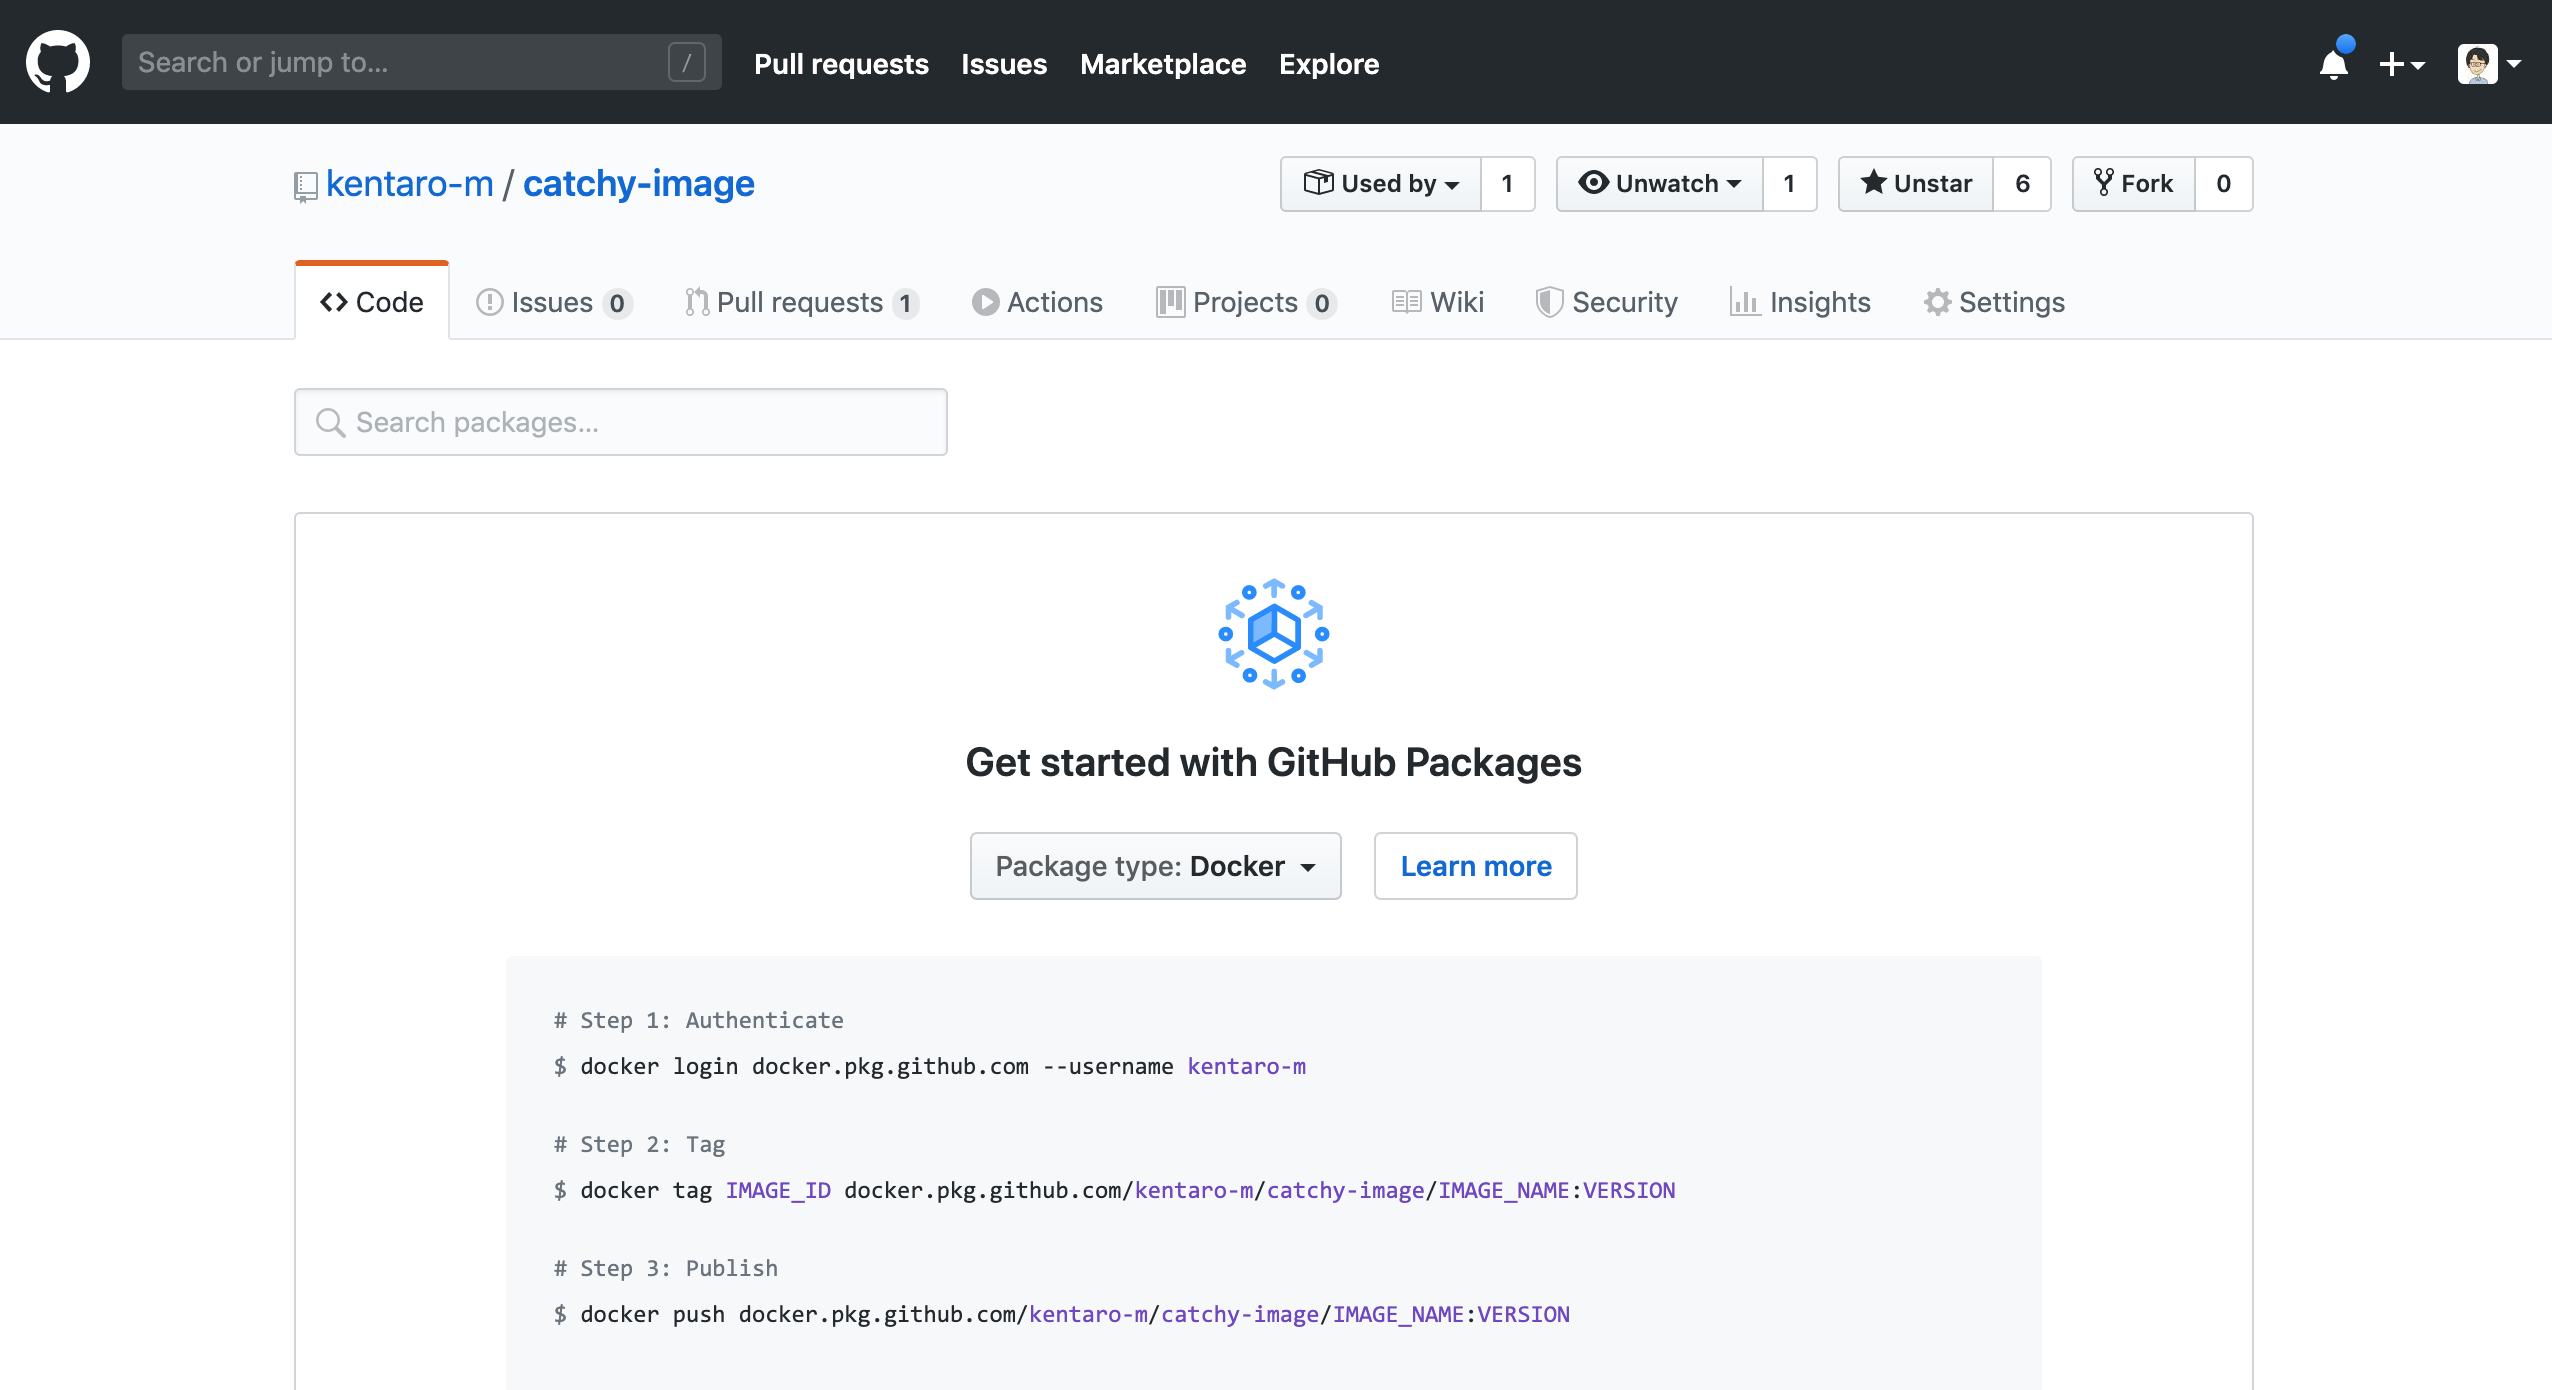 Search or jump to... /
Pull requests Issues Marketplace Explore
kentaro-m / catchy-image
Used by 1 Unwatch 1 Unstar 6 Fork 0
Code Issues 0 Pull requests 1 Actions Projects 0 Wiki Security Insights Settings
Search packages...
Get started with GitHub Packages
Package type: Docker Learn more
# Step 1: Authenticate
$ docker login docker.pkg.github.com --username kentaro-m
# Step 2: Tag
$ docker tag IMAGE_ID docker.pkg.github.com/kentaro-m/catchy-image/IMAGE_NAME:VERSION
# Step 3: Publish
$ docker push docker.pkg.github.com/kentaro-m/catchy-image/IMAGE_NAME:VERSION